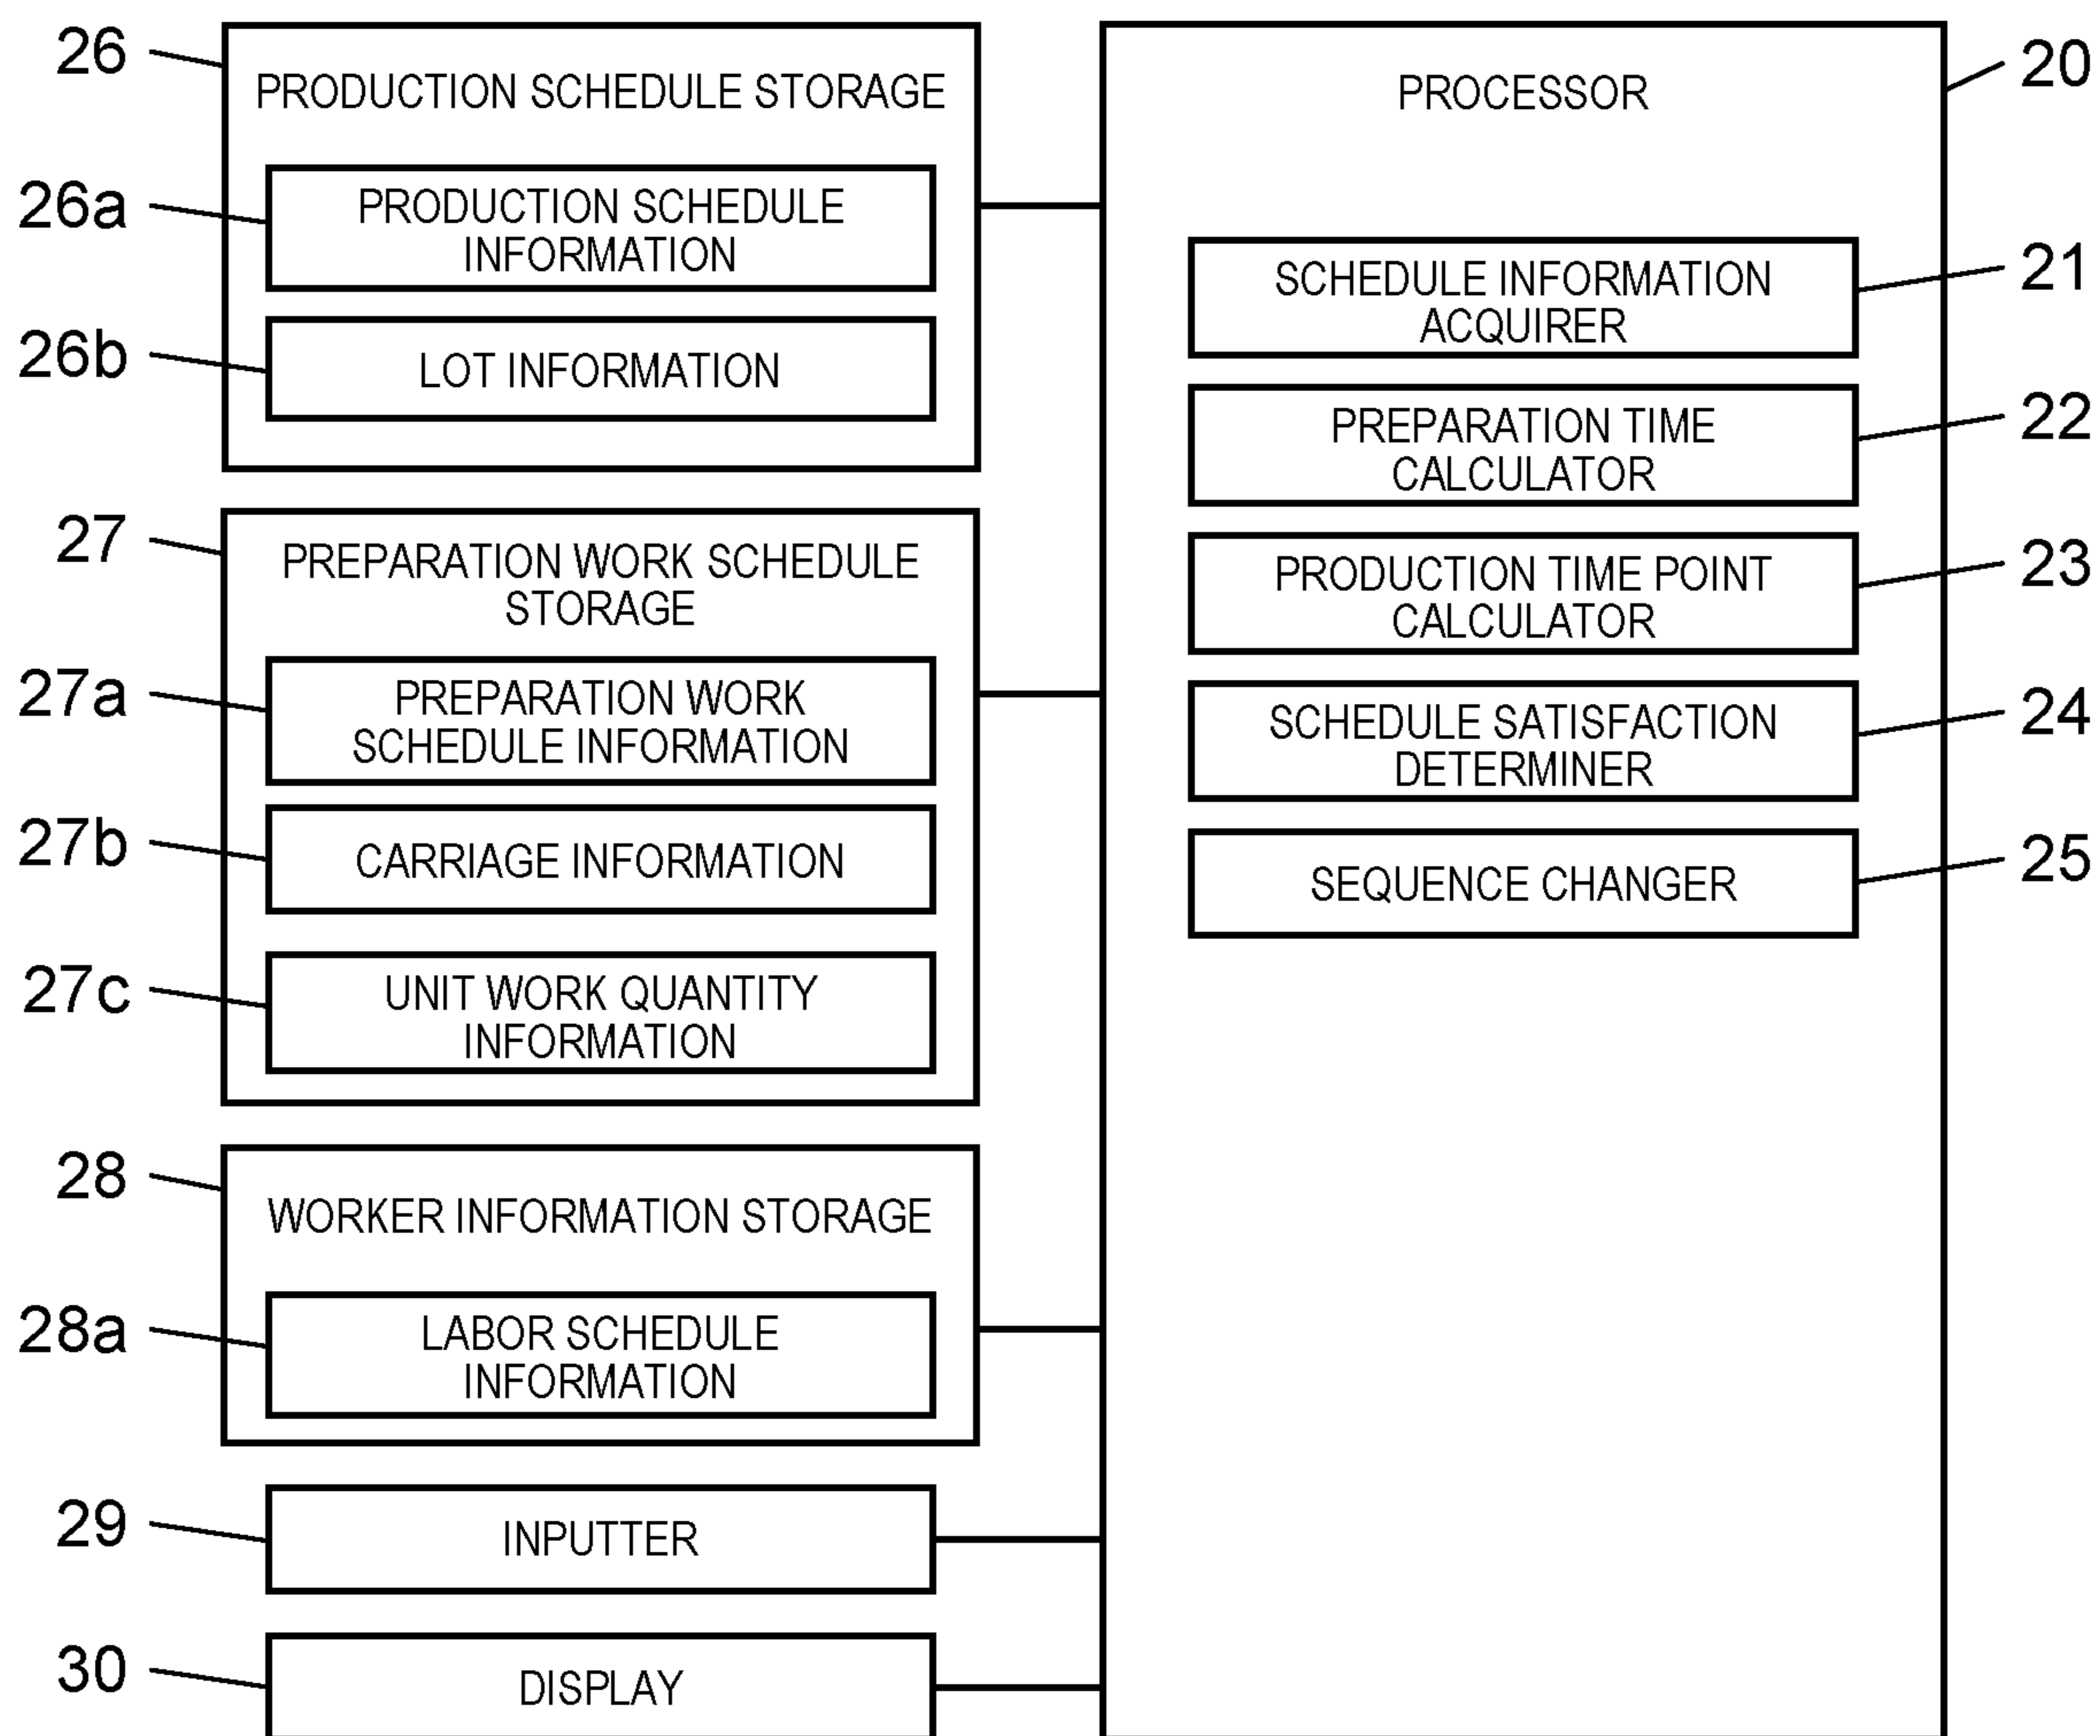 26
PRODUCTION SCHEDULE STORAGE
26a
PRODUCTION SCHEDULE
INFORMATION
26b
LOT INFORMATION
27
PREPARATION WORK SCHEDULE
STORAGE
27a
PREPARATION WORK
SCHEDULE INFORMATION
27b
CARRIAGE INFORMATION
27c
UNIT WORK QUANTITY
INFORMATION
28
WORKER INFORMATION STORAGE
28a
LABOR SCHEDULE
INFORMATION
29
INPUTTER
30
DISPLAY
PROCESSOR
20
SCHEDULE INFORMATION
ACQUIRER
21
PREPARATION TIME
CALCULATOR
22
PRODUCTION TIME POINT
CALCULATOR
23
SCHEDULE SATISFACTION
DETERMINER
24
SEQUENCE CHANGER
25